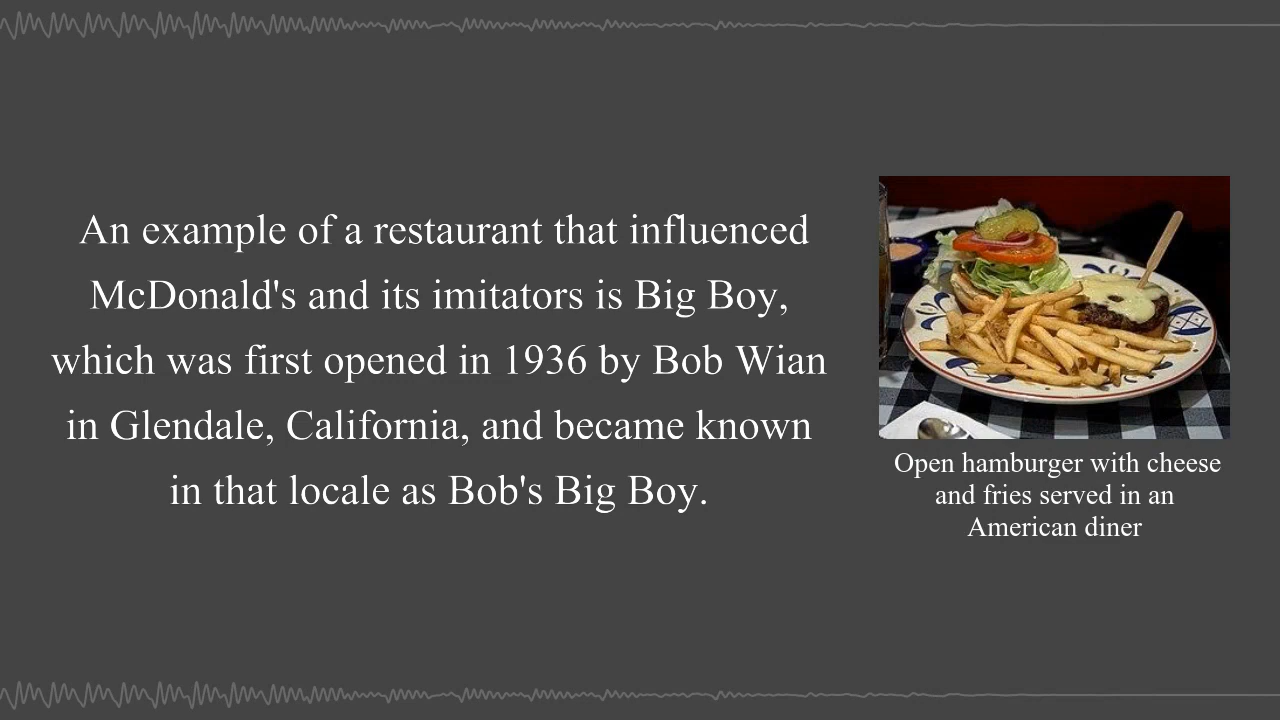 An example of a restaurant that influenced
McDonald's and its imitators is Big Boy,
which was first opened in 1936 by Bob Wian
in Glendale, California, and became known
in that locale as Bob's Big Boy.
Open hamburger with cheese
and fries served in an
American diner